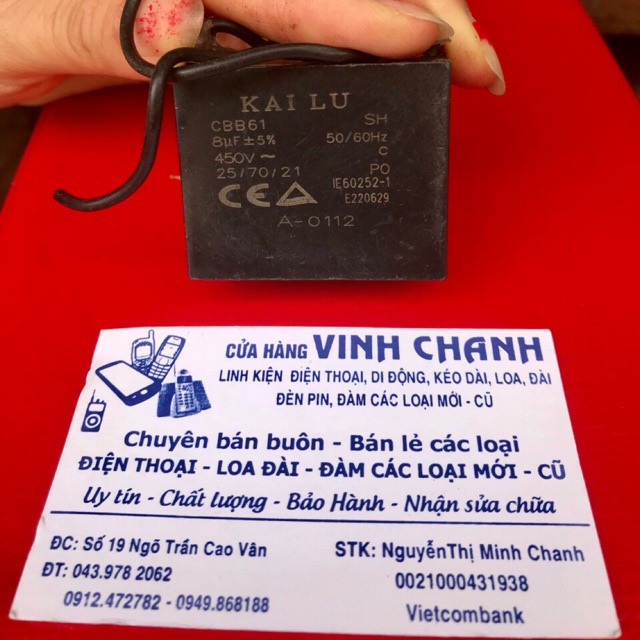 KAI LU
CBB61 SH
8µF±5% 50/60Hz
450V~ C
25/70/21 PO
CE IE60252-1
E220629
A-0112
CỬA HÀNG VINH CHANH
LINH KIỆN ĐIỆN THOẠI, DI ĐỘNG, KÉO DÀI, LOA, ĐÀI
ĐÈN PIN, ĐÀM CÁC LOẠI MỚI - CŨ
Chuyên bán buôn - Bán lẻ các loại
ĐIỆN THOẠI - LOA ĐÀI - ĐÀM CÁC LOẠI MỚI - CŨ
Uy tín - Chất lượng - Bảo Hành - Nhận sửa chữa
ĐC: Số 19 Ngõ Trần Cao Vân
ĐT: 043.978 2062
0912.472782 - 0949.868188
STK: NguyễnThị Minh Chanh
0021000431938
Vietcombank